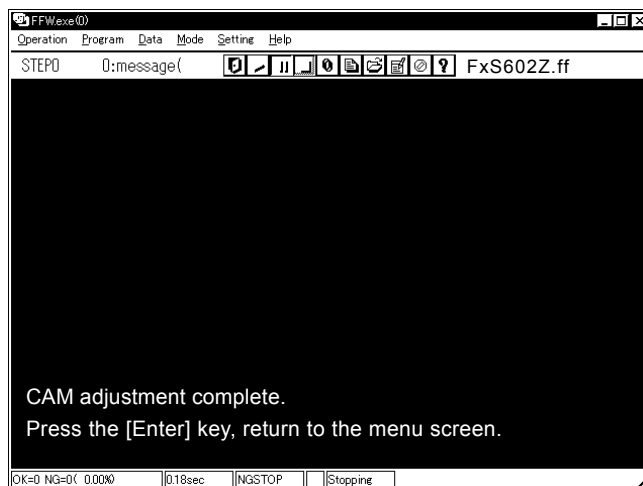 FFW.exe(0)
Operation Program Data Mode Setting Help
STEP0 0:message( FxS602Z.ff
CAM adjustment complete.
Press the [Enter] key, return to the menu screen.
OK=0 NG=0( 0.00%) 0.18sec NGSTOP Stopping